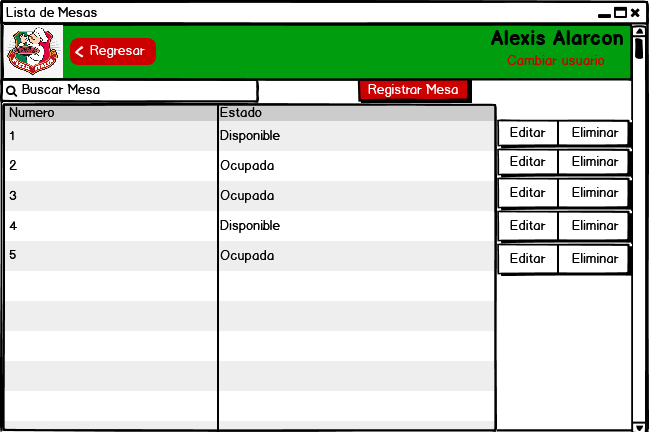 Lista de Mesas
Regresar
Alexis Alarcon
Cambiar usuario
Buscar Mesa
Registrar Mesa
Numero Estado
1 Disponible Editar Eliminar
2 Ocupada Editar Eliminar
3 Ocupada Editar Eliminar
4 Disponible Editar Eliminar
5 Ocupada Editar Eliminar